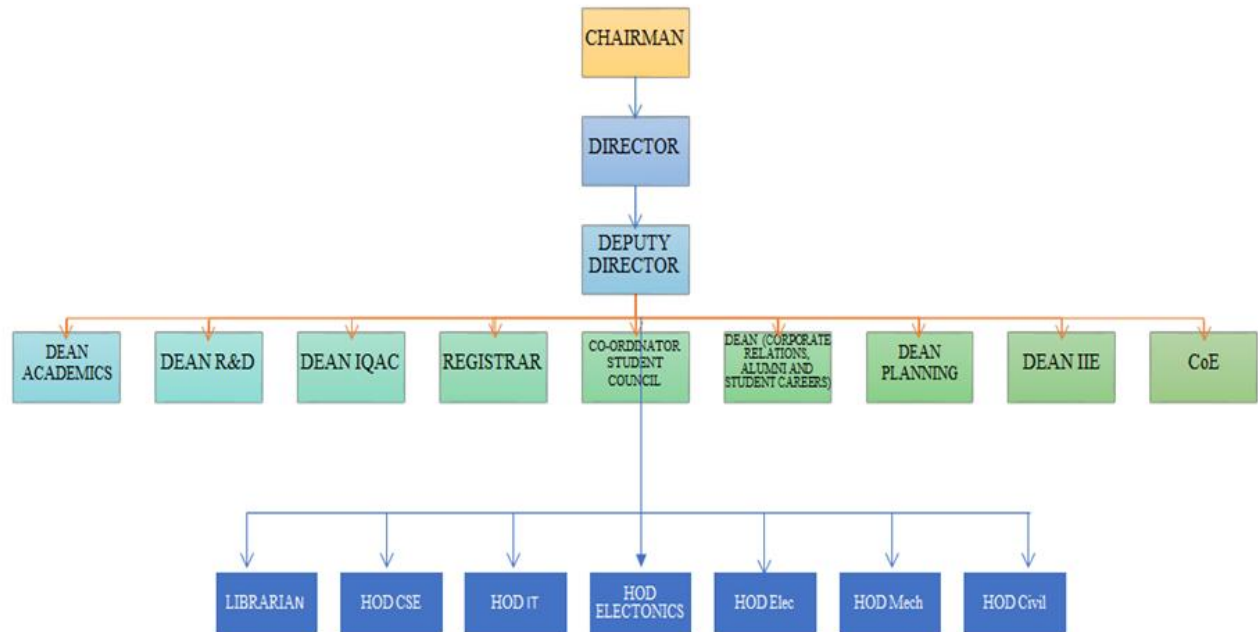 CHAIRMAN
DIRECTOR
DEPUTY
DIRECTOR
DEAN
ACADEMICS
DEAN R&D
DEAN IQAC
REGISTRAR
CO-ORDINATOR
STUDENT
COUNCIL
DEAN (CORPORATE
RELATIONS,
ALUMNI AND
STUDENT CAREERS)
DEAN
PLANNING
DEAN IIE
CoE
LIBRARIAN
HOD CSE
HOD IT
HOD
ELECTONICS
HOD Elec
HOD Mech
HOD Civil